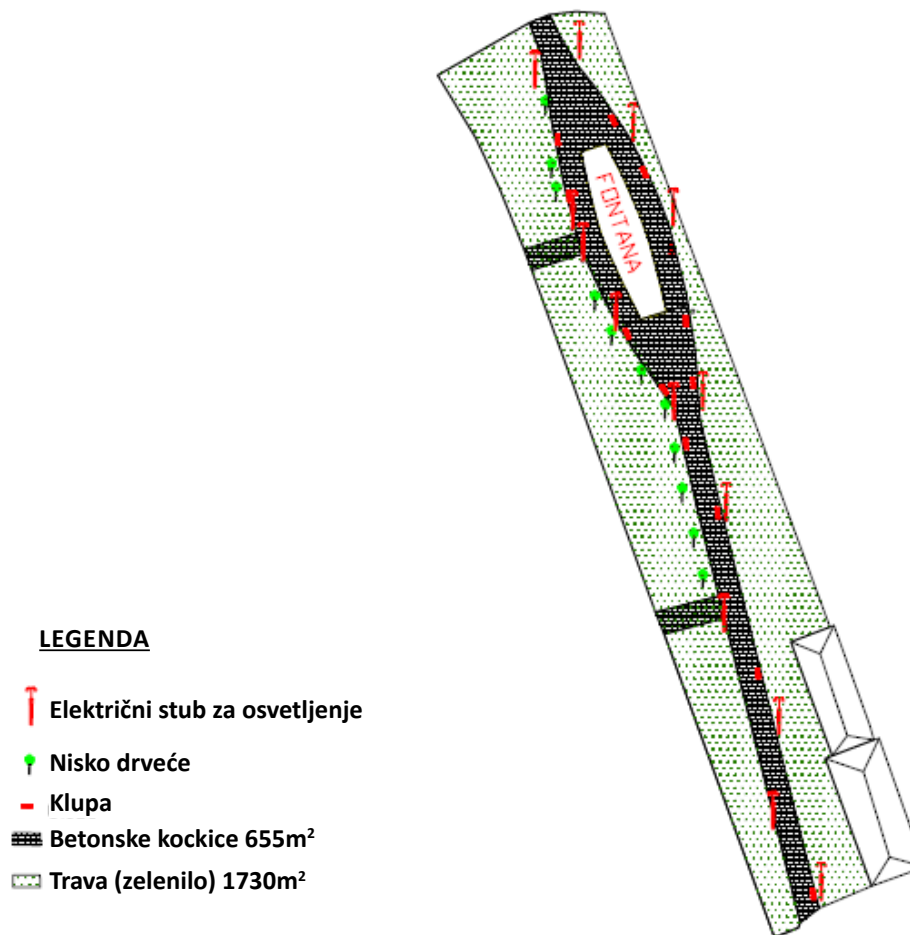 FONTANA
LEGENDA
Električni stub za osvetljenje
Nisko drveće
Klupa
Betonske kockice 655m²
Trava (zelenilo) 1730m²